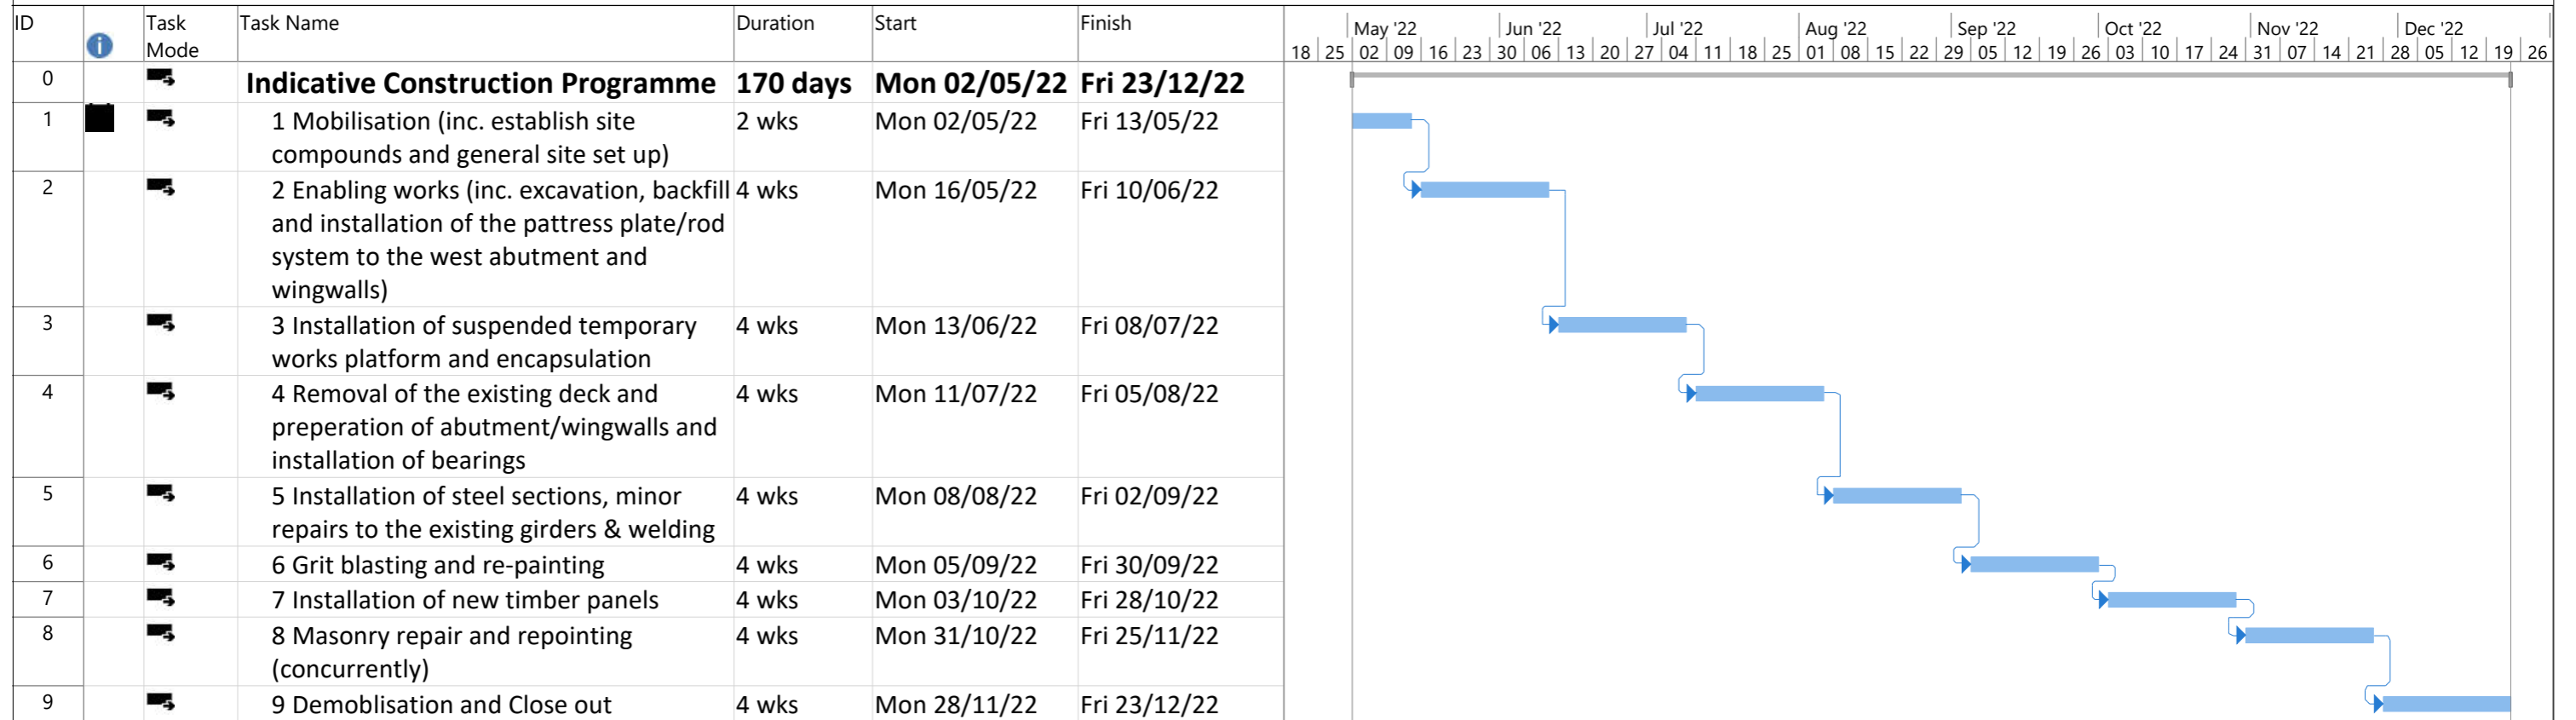 ID Task Mode Task Name Duration Start Finish
May '22 Jun '22 Jul '22 Aug '22 Sep '22 Oct '22 Nov '22 Dec '22
18 25 02 09 16 23 30 06 13 20 27 04 11 18 25 01 08 15 22 29 05 12 19 26 03 10 17 24 31 07 14 21 28 05 12 19 26
0 Indicative Construction Programme 170 days Mon 02/05/22 Fri 23/12/22
1 1 Mobilisation (inc. establish site 2 wks Mon 02/05/22 Fri 13/05/22
compounds and general site set up)
2 2 Enabling works (inc. excavation, backfill 4 wks Mon 16/05/22 Fri 10/06/22
and installation of the pattress plate/rod
system to the west abutment and
wingwalls)
3 3 Installation of suspended temporary 4 wks Mon 13/06/22 Fri 08/07/22
works platform and encapsulation
4 4 Removal of the existing deck and 4 wks Mon 11/07/22 Fri 05/08/22
preperation of abutment/wingwalls and
installation of bearings
5 5 Installation of steel sections, minor 4 wks Mon 08/08/22 Fri 02/09/22
repairs to the existing girders & welding
6 6 Grit blasting and re-painting 4 wks Mon 05/09/22 Fri 30/09/22
7 7 Installation of new timber panels 4 wks Mon 03/10/22 Fri 28/10/22
8 8 Masonry repair and repointing 4 wks Mon 31/10/22 Fri 25/11/22
(concurrently)
9 9 Demoblisation and Close out 4 wks Mon 28/11/22 Fri 23/12/22